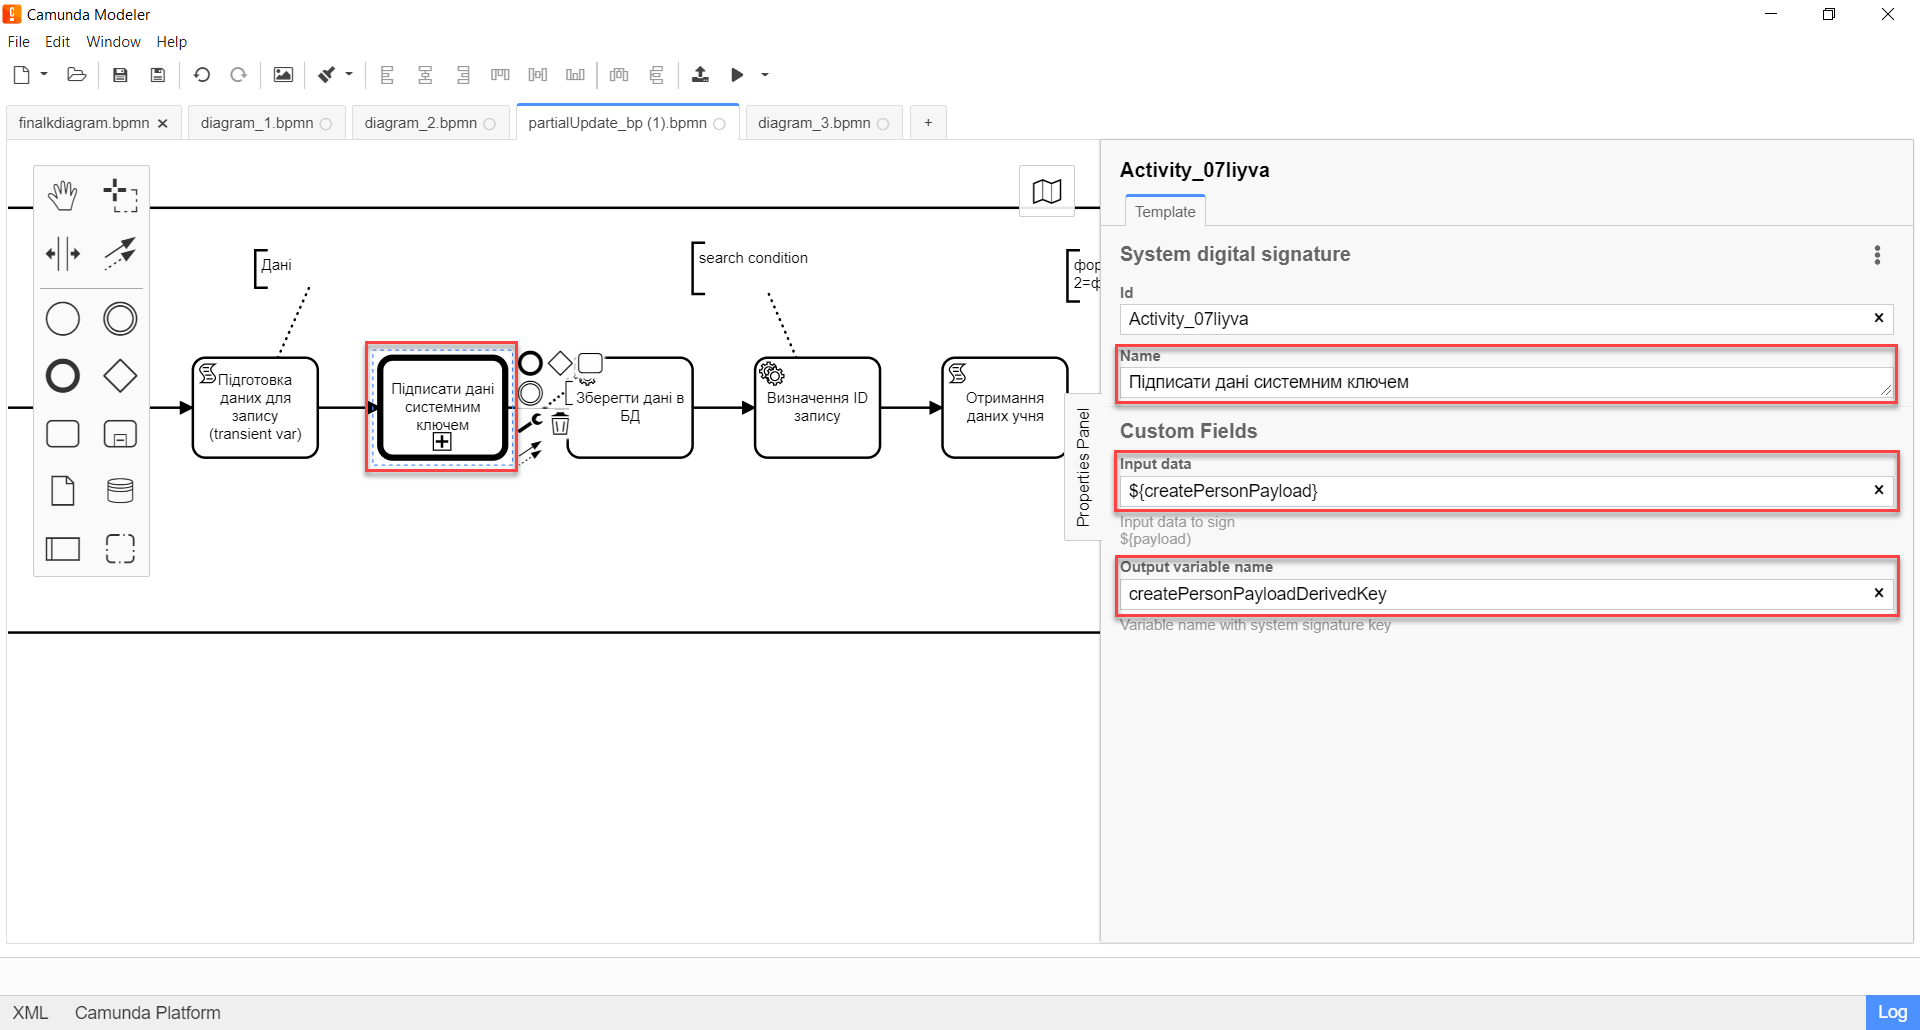 Camunda Modeler
File Edit Window Help
finalkdiagram.bpmn
diagram_1.bpmn
diagram_2.bpmn
partialUpdate_bp (1).bpmn
diagram_3.bpmn
+
Дані
search condition
фор
2=ф
Підготовка
даних для
запису
(transient var)
Підписати дані
системним
ключем
Зберегти дані в
БД
Визначення ID
запису
Отримання
даних учня
Properties Panel
Activity_07liyva
Template
System digital signature
Id
Activity_07liyva
Name
Підписати дані системним ключем
Custom Fields
Input data
${createPersonPayload}
Input data to sign
${payload)
Output variable name
createPersonPayloadDerivedKey
Variable name with system signature key
XML Camunda Platform
Log